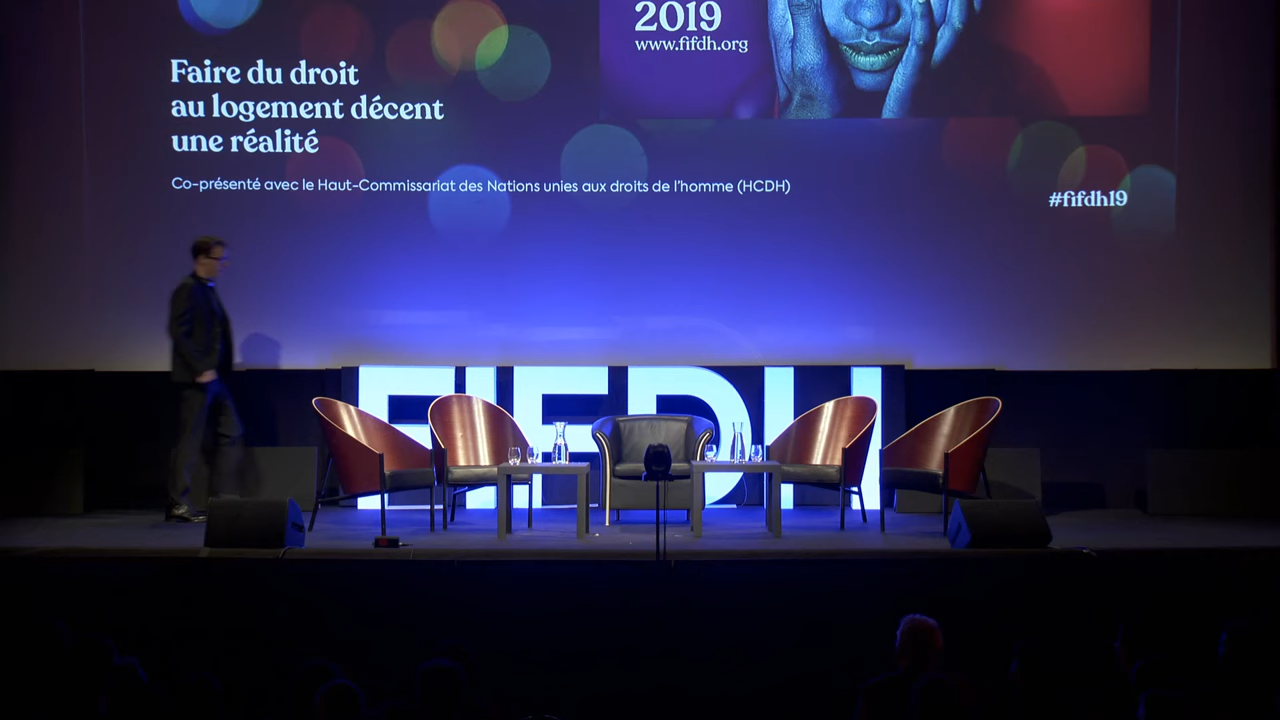 2019
www.fifdh.org
Faire du droit
au logement décent
une réalité
Co-présenté avec le Haut-Commissariat des Nations unies aux droits de l'homme (HCDH)
#fifdh19
FIFDH